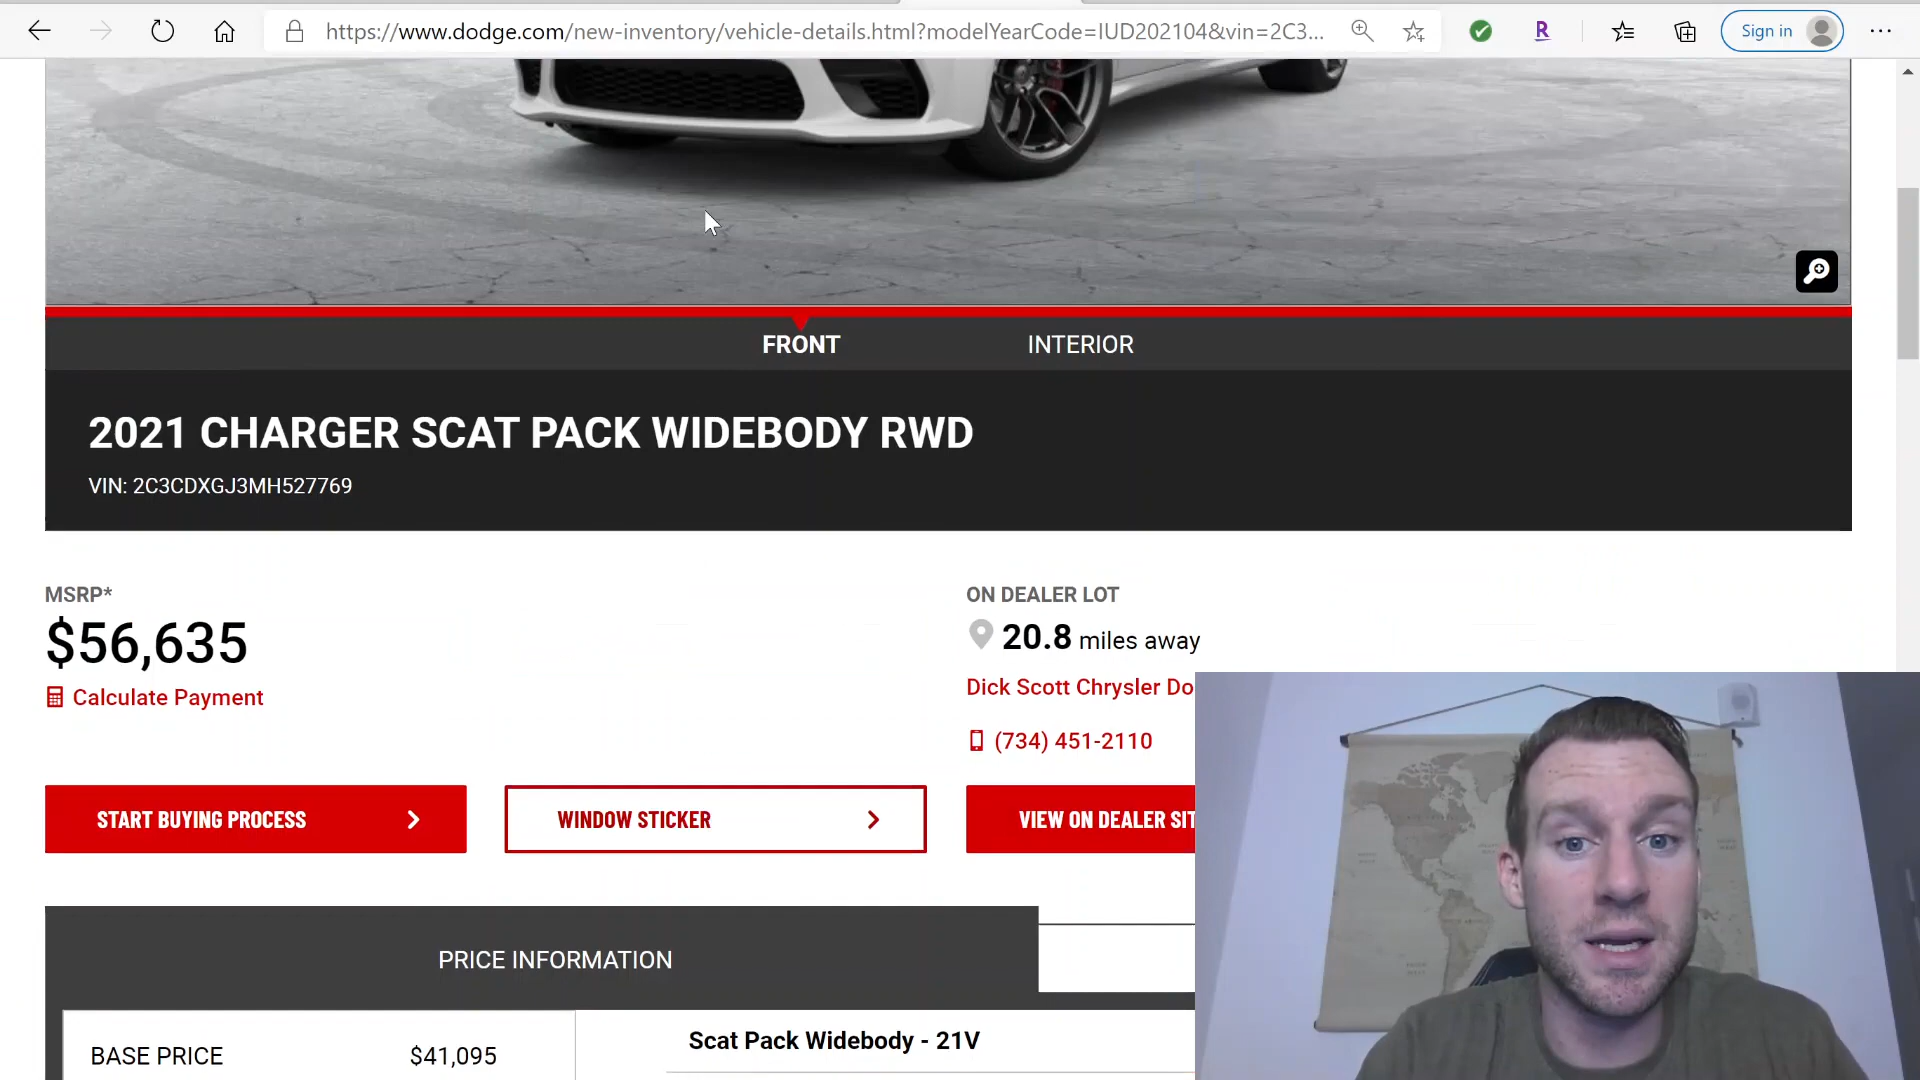 https://www.dodge.com/new-inventory/vehicle-details.html?modelYearCode=IUD202104&vin=2C3...
R
Sign in
FRONT
INTERIOR
2021 CHARGER SCAT PACK WIDEBODY RWD
VIN: 2C3CDXGJ3MH527769
MSRP*
$56,635
Calculate Payment
ON DEALER LOT
20.8 miles away
Dick Scott Chrysler Do
(734) 451-2110
START BUYING PROCESS
WINDOW STICKER
VIEW ON DEALER SIT
PRICE INFORMATION
BASE PRICE $41,095
Scat Pack Widebody - 21V